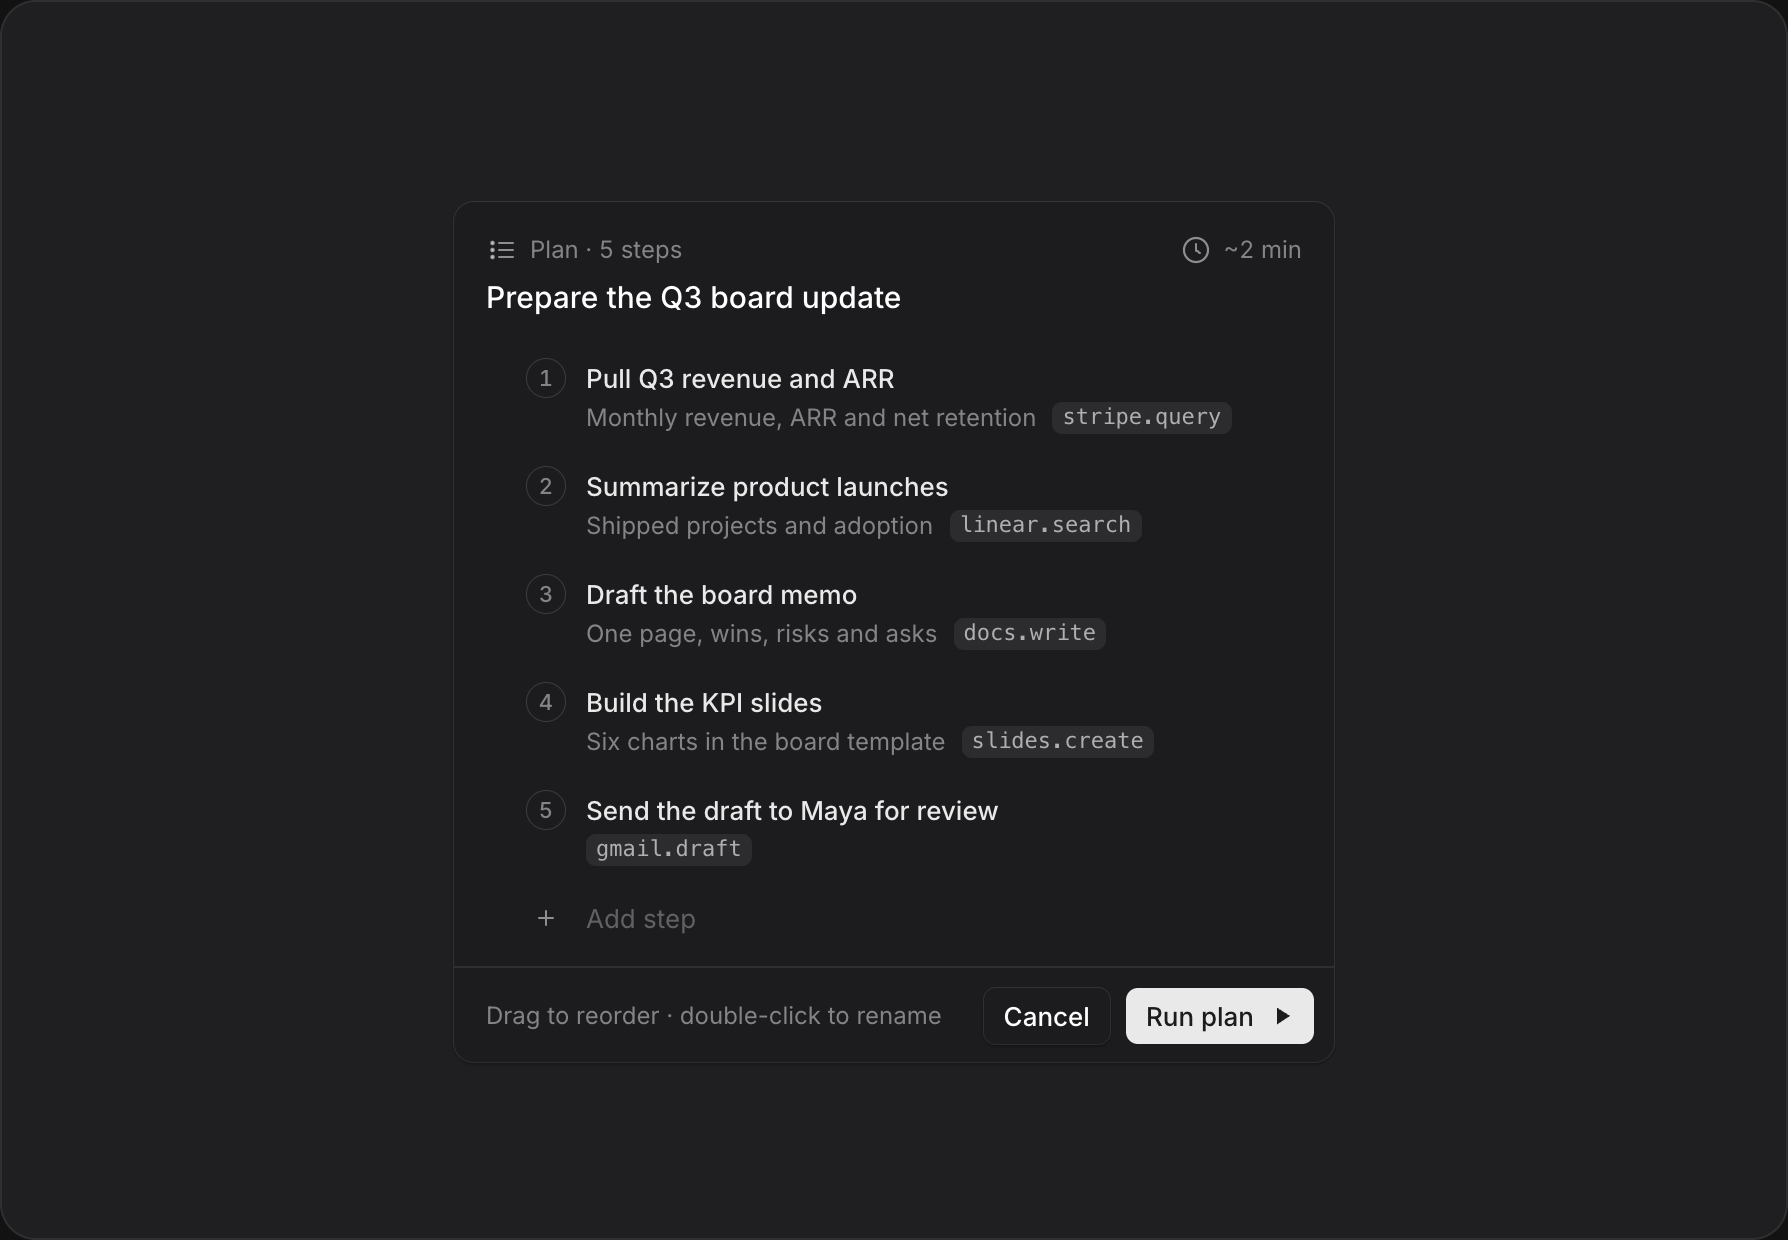 Plan · 5 steps
~2 min
Prepare the Q3 board update
1 Pull Q3 revenue and ARR
Monthly revenue, ARR and net retention stripe.query
2 Summarize product launches
Shipped projects and adoption linear.search
3 Draft the board memo
One page, wins, risks and asks docs.write
4 Build the KPI slides
Six charts in the board template slides.create
5 Send the draft to Maya for review
gmail.draft
+ Add step
Drag to reorder · double-click to rename
Cancel
Run plan